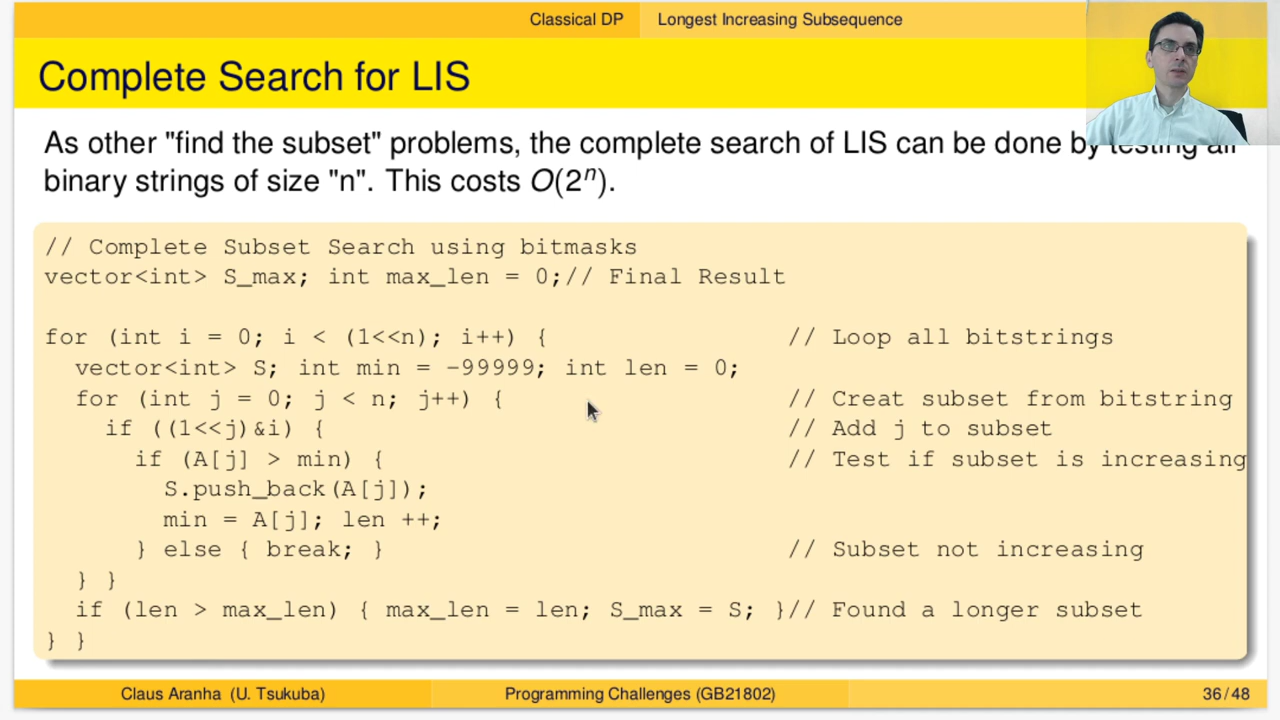 Classical DP Longest Increasing Subsequence
Complete Search for LIS
As other "find the subset" problems, the complete search of LIS can be done by testing all
binary strings of size "n". This costs O(2ⁿ).
// Complete Subset Search using bitmasks
vector<int> S_max; int max_len = 0;// Final Result
for (int i = 0; i < (1<<n); i++) { // Loop all bitstrings
vector<int> S; int min = -99999; int len = 0;
for (int j = 0; j < n; j++) { // Creat subset from bitstring
if ((1<<j)&i) { // Add j to subset
if (A[j] > min) { // Test if subset is increasing
S.push_back(A[j]);
min = A[j]; len ++;
} else { break; } // Subset not increasing
} }
if (len > max_len) { max_len = len; S_max = S; }// Found a longer subset
} }
Claus Aranha (U. Tsukuba) Programming Challenges (GB21802) 36 / 48